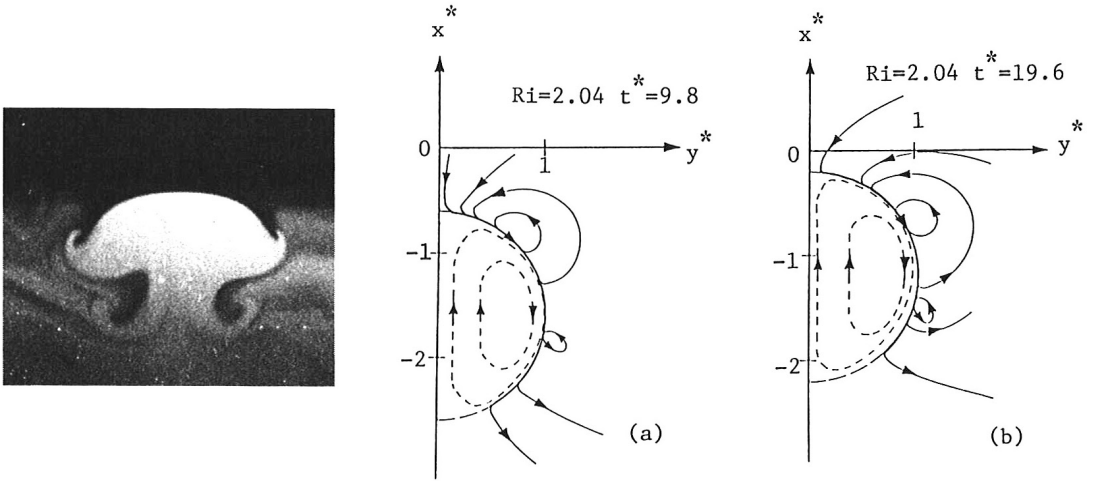 x*
Ri=2.04 t*=9.8
0
1
y*
-1
-2
(a)
x*
Ri=2.04 t*=19.6
1
0
y*
-1
-2
(b)